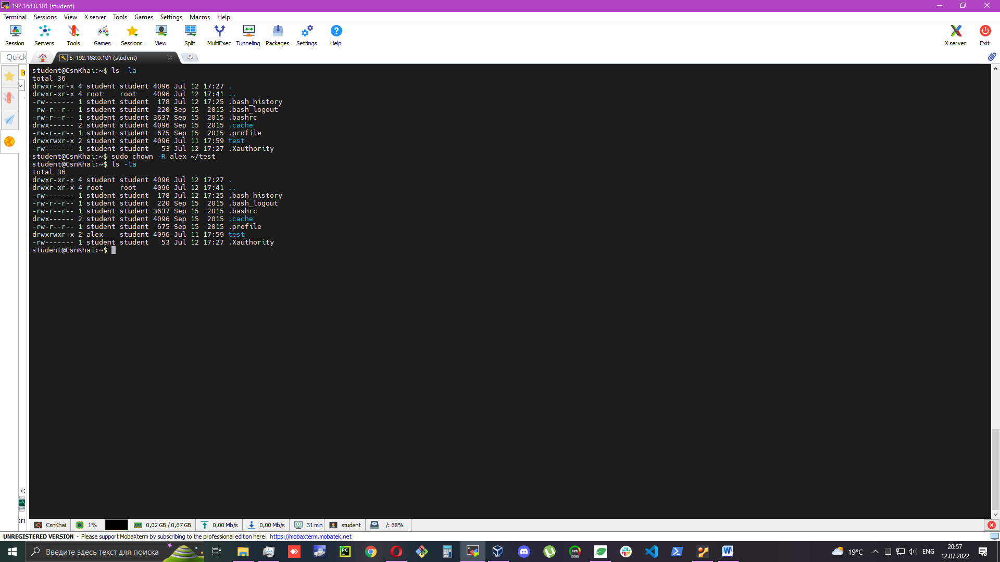 192.168.0.101 (student)
Terminal Sessions View X server Tools Games Settings Macros Help
Session Servers Tools Games Sessions View Split MultiExec Tunneling Packages Settings Help X server Exit
Quick 5. 192.168.0.101 (student)
student@CsnKhai:~$ ls -la
total 36
drwxr-xr-x 4 student student 4096 Jul 12 17:27 .
drwxr-xr-x 4 root    root    4096 Jul 12 17:41 ..
-rw------- 1 student student  178 Jul 12 17:25 .bash_history
-rw-r--r-- 1 student student  220 Sep 15  2015 .bash_logout
-rw-r--r-- 1 student student 3637 Sep 15  2015 .bashrc
drwx------ 2 student student 4096 Sep 15  2015 .cache
-rw-r--r-- 1 student student  675 Sep 15  2015 .profile
drwxrwxr-x 2 student student 4096 Jul 11 17:59 test
-rw------- 1 student student   53 Jul 12 17:27 .Xauthority
student@CsnKhai:~$ sudo chown -R alex ~/test
student@CsnKhai:~$ ls -la
total 36
drwxr-xr-x 4 student student 4096 Jul 12 17:27 .
drwxr-xr-x 4 root    root    4096 Jul 12 17:41 ..
-rw------- 1 student student  178 Jul 12 17:25 .bash_history
-rw-r--r-- 1 student student  220 Sep 15  2015 .bash_logout
-rw-r--r-- 1 student student 3637 Sep 15  2015 .bashrc
drwx------ 2 student student 4096 Sep 15  2015 .cache
-rw-r--r-- 1 student student  675 Sep 15  2015 .profile
drwxrwxr-x 2 alex    student 4096 Jul 11 17:59 test
-rw------- 1 student student   53 Jul 12 17:27 .Xauthority
student@CsnKhai:~$
CsnKhai 1% 0,02 GB / 0,67 GB 0,00 Mb/s 0,00 Mb/s 31 min student /: 68%
UNREGISTERED VERSION - Please support MobaXterm by subscribing to the professional edition here: https://mobaxterm.mobatek.net
Введите здесь текст для поиска 19°C ENG 20:57
12.07.2022